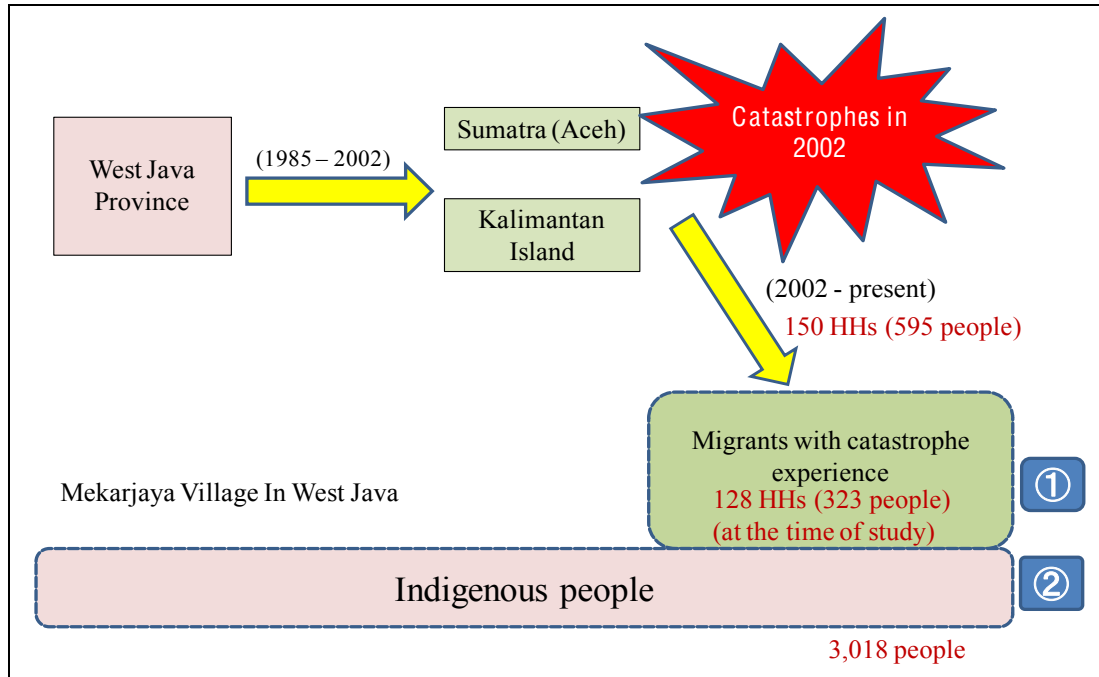 West Java
Province
(1985 – 2002)
Sumatra (Aceh)
Kalimantan
Island
Catastrophes in
2002
(2002 - present)
150 HHs (595 people)
Migrants with catastrophe
experience
128 HHs (323 people)
(at the time of study)
①
Mekarjaya Village In West Java
Indigenous people
②
3,018 people